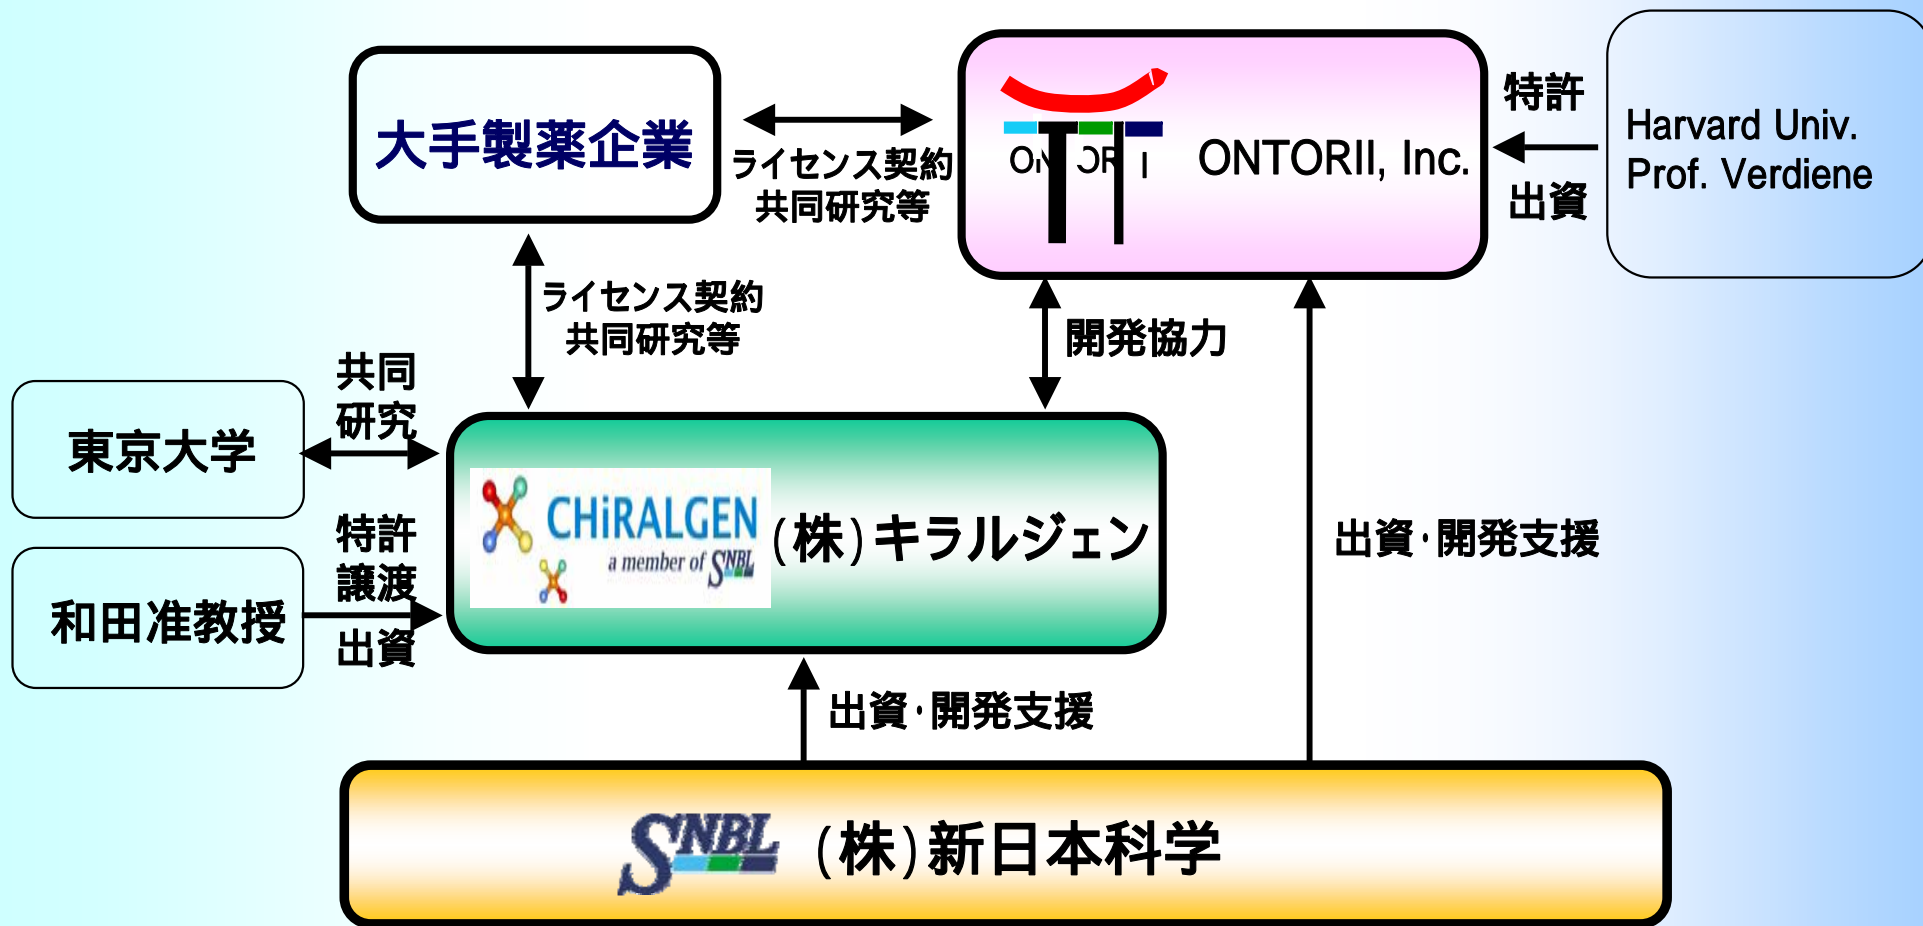 大手製薬企業
ライセンス契約
共同研究等
ONTORII, Inc.
特許
出資
Harvard Univ.
Prof. Verdiene
ライセンス契約
共同研究等
開発協力
共同
研究
東京大学
特許
譲渡
出資
和田准教授
CHiRALGEN
a member of SNBL
(株)キラルジェン
出資・開発支援
出資・開発支援
SNBL
(株)新日本科学